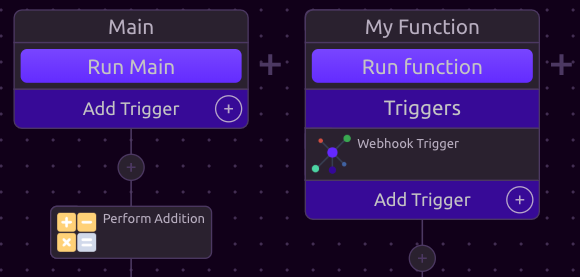 Main
Run Main
Add Trigger
Perform Addition
My Function
Run function
Triggers
Webhook Trigger
Add Trigger